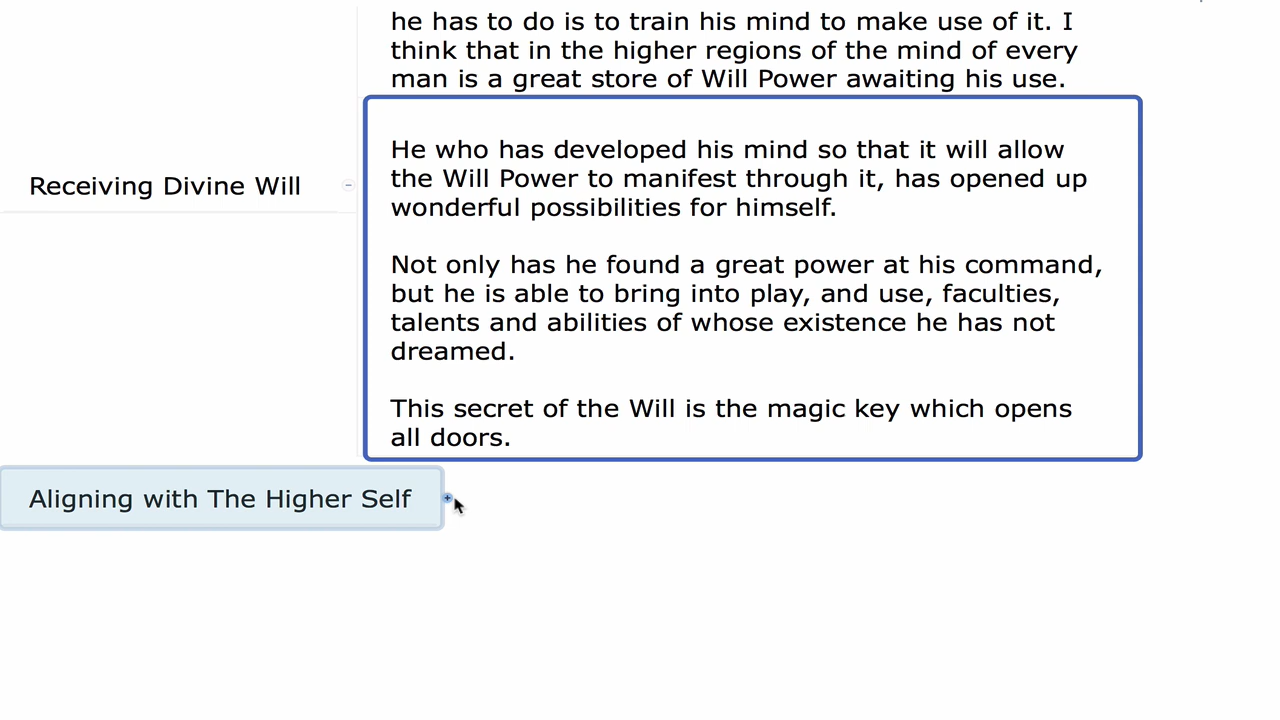 he has to do is to train his mind to make use of it. I
think that in the higher regions of the mind of every
man is a great store of Will Power awaiting his use.
Receiving Divine Will
He who has developed his mind so that it will allow
the Will Power to manifest through it, has opened up
wonderful possibilities for himself.
Not only has he found a great power at his command,
but he is able to bring into play, and use, faculties,
talents and abilities of whose existence he has not
dreamed.
This secret of the Will is the magic key which opens
all doors.
Aligning with The Higher Self